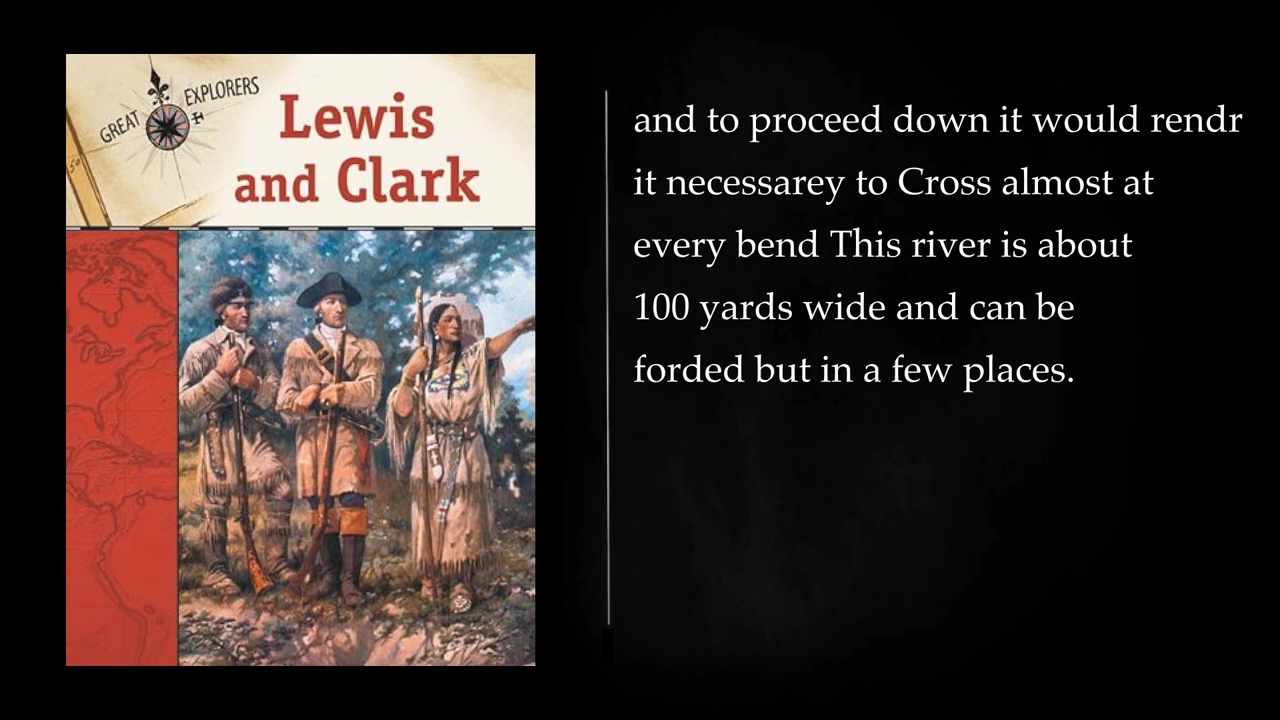 GREAT EXPLORERS
Lewis
and Clark
50
and to proceed down it would rendr
it necessarey to Cross almost at
every bend This river is about
100 yards wide and can be
forded but in a few places.